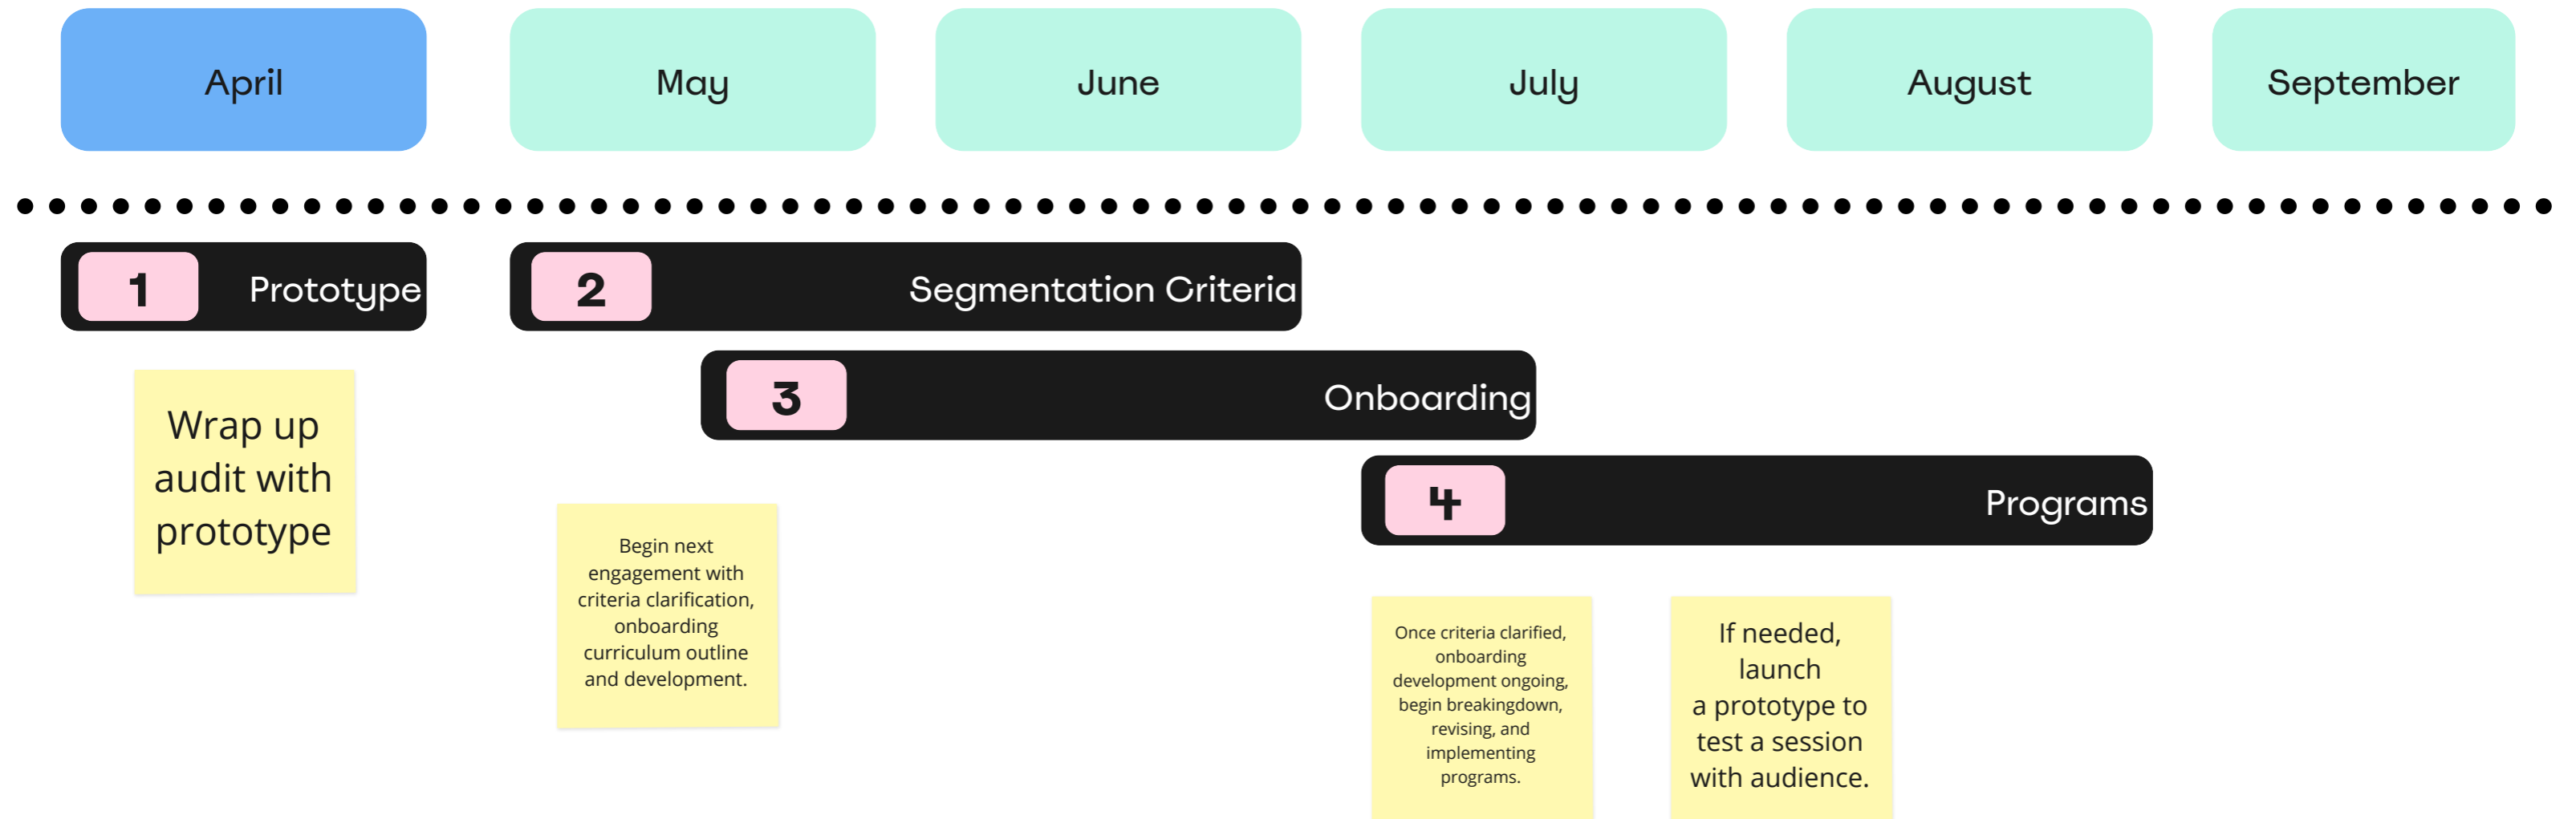 April
May
June
July
August
September
1
Prototype
2
Segmentation Criteria
3
Onboarding
4
Programs
Wrap up
audit with
prototype
Begin next
engagement with
criteria clarification,
onboarding
curriculum outline
and development.
Once criteria clarified,
onboarding
development ongoing,
begin breakingdown,
revising, and
implementing
programs.
If needed,
launch
a prototype to
test a session
with audience.